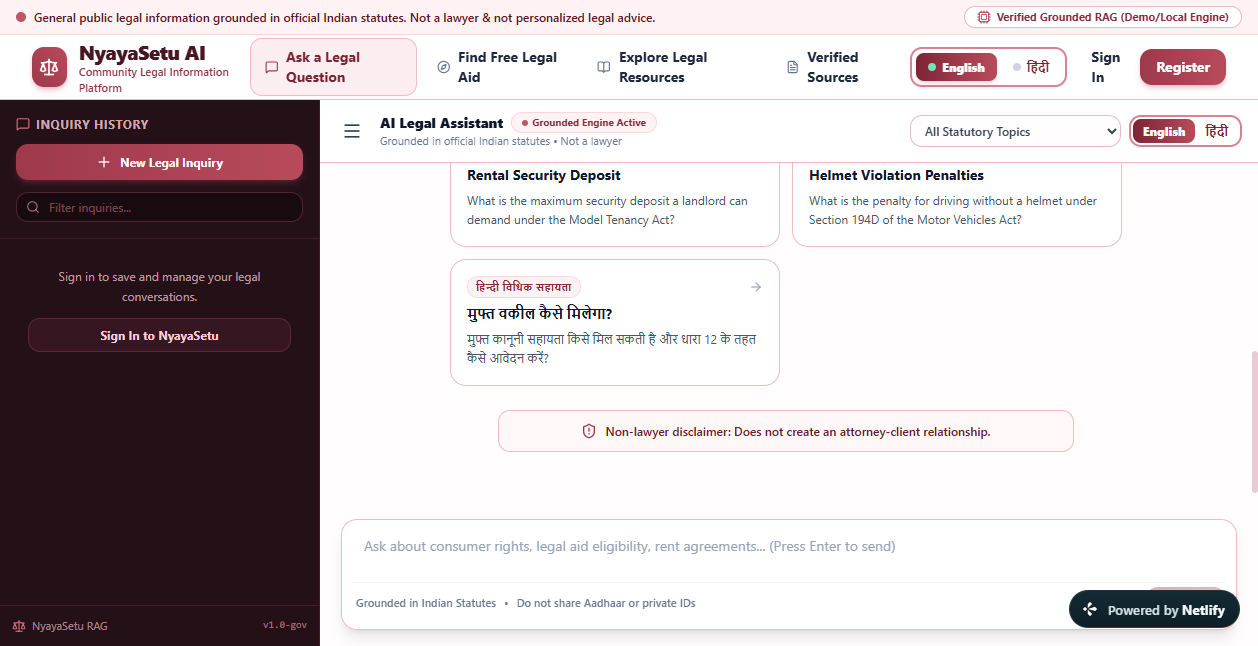 General public legal information grounded in official Indian statutes. Not a lawyer & not personalized legal advice.
Verified Grounded RAG (Demo/Local Engine)
NyayaSetu AI
Community Legal Information
Platform
Ask a Legal
Question
Find Free Legal
Aid
Explore Legal
Resources
Verified
Sources
English
हिंदी
Sign
In
Register
INQUIRY HISTORY
New Legal Inquiry
Filter inquiries...
Sign in to save and manage your legal
conversations.
Sign In to NyayaSetu
NyayaSetu RAG
v1.0-gov
AI Legal Assistant
Grounded Engine Active
Grounded in official Indian statutes • Not a lawyer
All Statutory Topics
English
हिंदी
Rental Security Deposit
What is the maximum security deposit a landlord can
demand under the Model Tenancy Act?
Helmet Violation Penalties
What is the penalty for driving without a helmet under
Section 194D of the Motor Vehicles Act?
हिन्दी विधिक सहायता
मुफ्त वकील कैसे मिलेगा?
मुफ्त कानूनी सहायता किसे मिल सकती है और धारा 12 के तहत
कैसे आवेदन करें?
Non-lawyer disclaimer: Does not create an attorney-client relationship.
Ask about consumer rights, legal aid eligibility, rent agreements... (Press Enter to send)
Grounded in Indian Statutes • Do not share Aadhaar or private IDs
Powered by Netlify